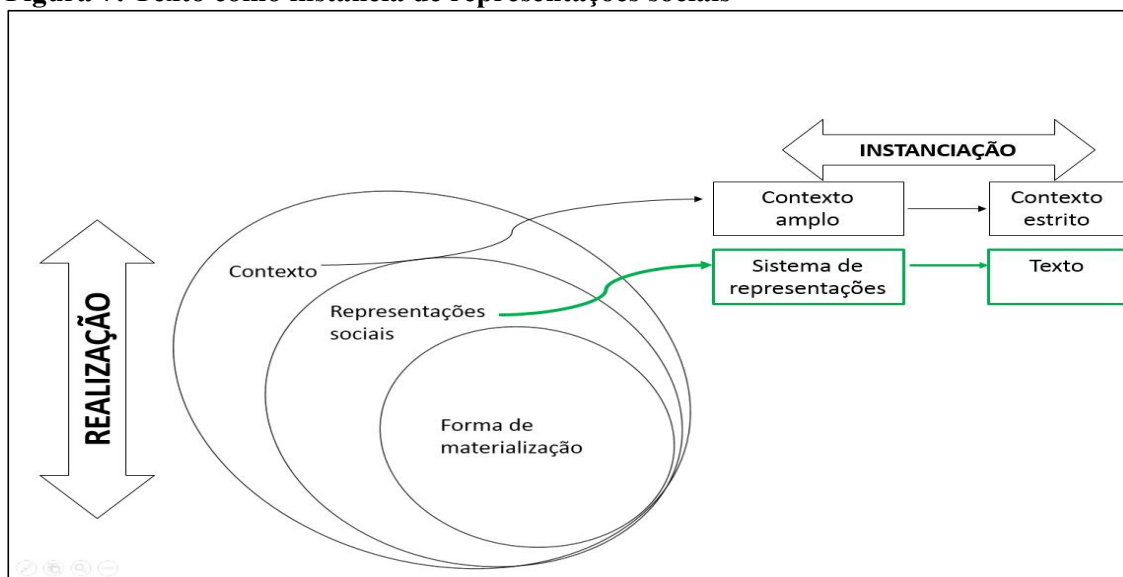 Figura 7: Texto como instância de representações sociais
INSTANCIAÇÃO
Contexto
amplo
Contexto
estrito
Contexto
Sistema de
representações
Texto
Representações
sociais
REALIZAÇÃO
Forma de
materialização